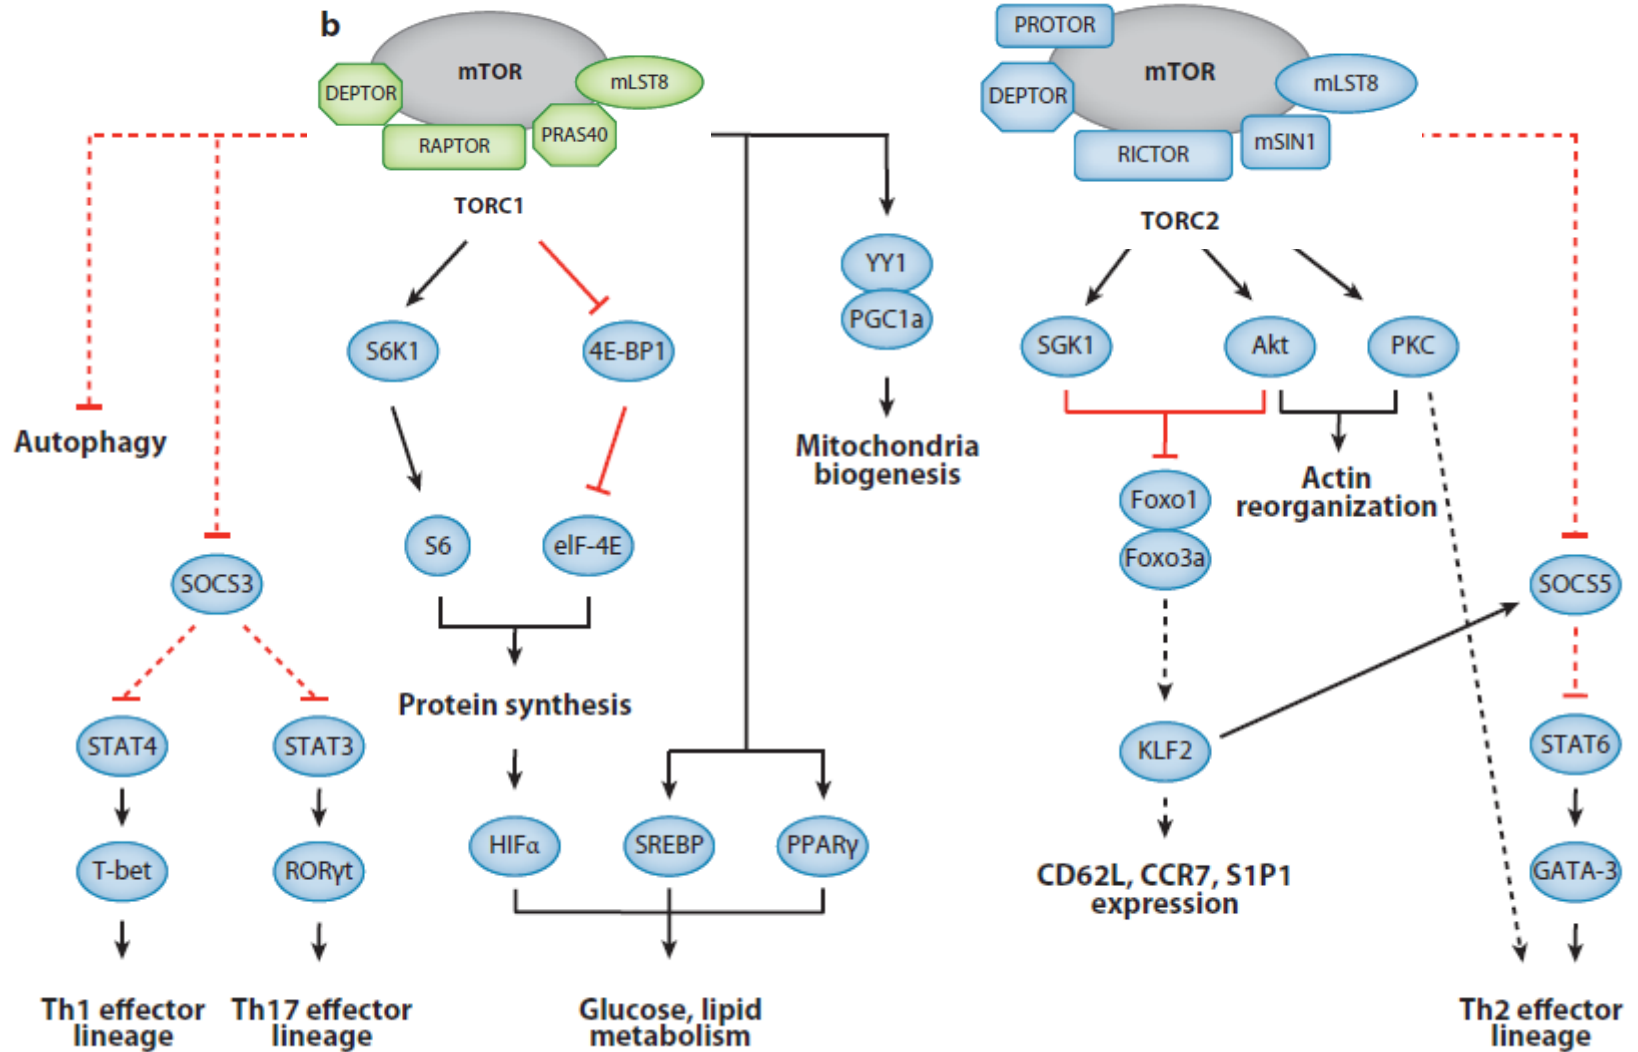 b
mTOR
DEPTOR
mLST8
RAPTOR
PRAS40
TORC1
S6K1
4E-BP1
YY1
PGC1a
Autophagy
Mitochondria
biogenesis
S6
eIF-4E
SOCS3
Protein synthesis
STAT4
STAT3
HIFα
SREBP
PPARγ
T-bet
RORγt
Th1 effector
lineage
Th17 effector
lineage
Glucose, lipid
metabolism
PROTOR
mTOR
DEPTOR
mLST8
RICTOR
mSIN1
TORC2
SGK1
Akt
PKC
Foxo1
Foxo3a
Actin
reorganization
SOCS5
KLF2
STAT6
CD62L, CCR7, S1P1
expression
GATA-3
Th2 effector
lineage